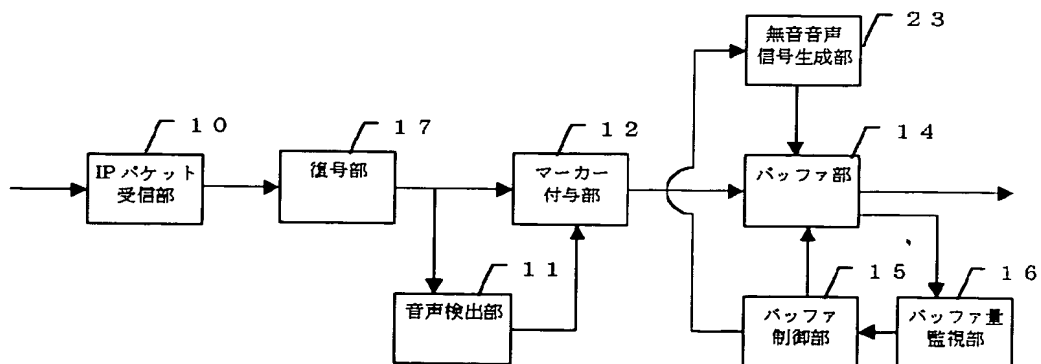 無音音声
信号生成部
２３
１０
IPパケット
受信部
１７
復号部
１２
マーカー
付与部
１４
バッファ部
１１
音声検出部
１５
バッファ
制御部
１６
バッファ量
監視部